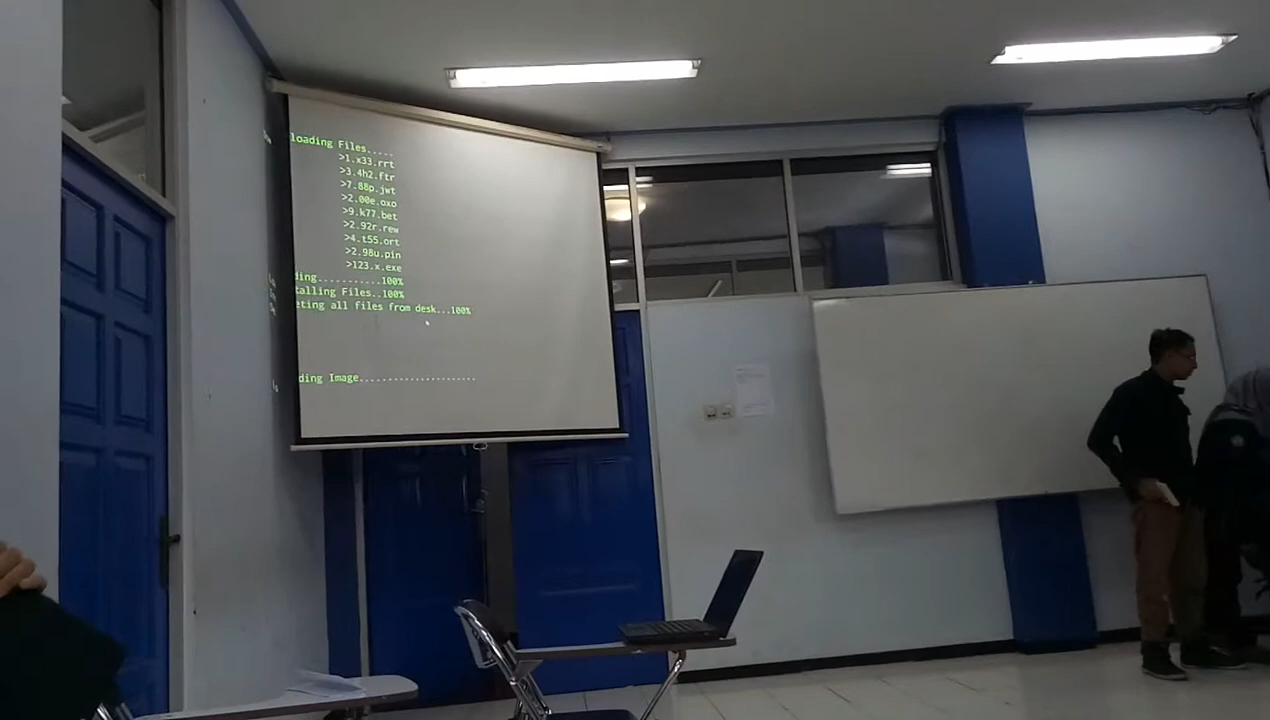 loading Files.....
>1.x33.rrt
>3.4h2.ftr
>7.88p.jwt
>2.00e.oxo
>9.k77.bet
>2.92r.rew
>4.t55.ort
>2.98u.pin
>123.x.exe
ding...............100%
talling Files..100%
eting all files from desk...100%
ding Image........................